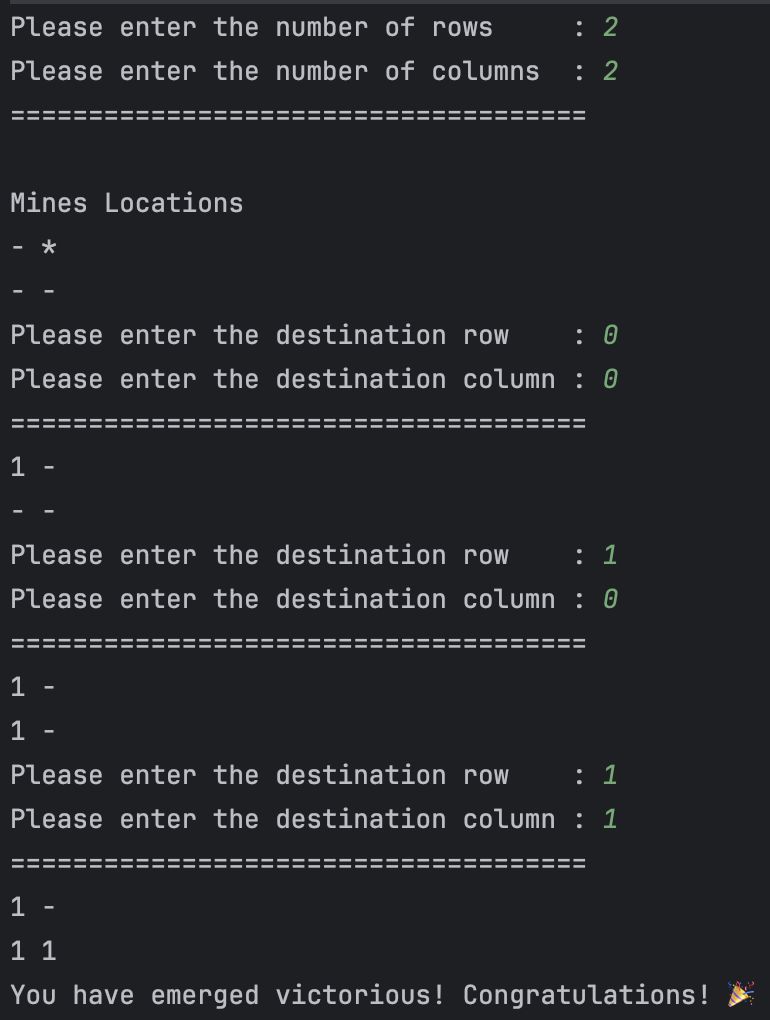 Please enter the number of rows     : 2
Please enter the number of columns  : 2
=====================================
Mines Locations
- *
- -
Please enter the destination row    : 0
Please enter the destination column : 0
=====================================
1 -
- -
Please enter the destination row    : 1
Please enter the destination column : 0
=====================================
1 -
1 -
Please enter the destination row    : 1
Please enter the destination column : 1
=====================================
1 -
1 1
You have emerged victorious! Congratulations! 🎉